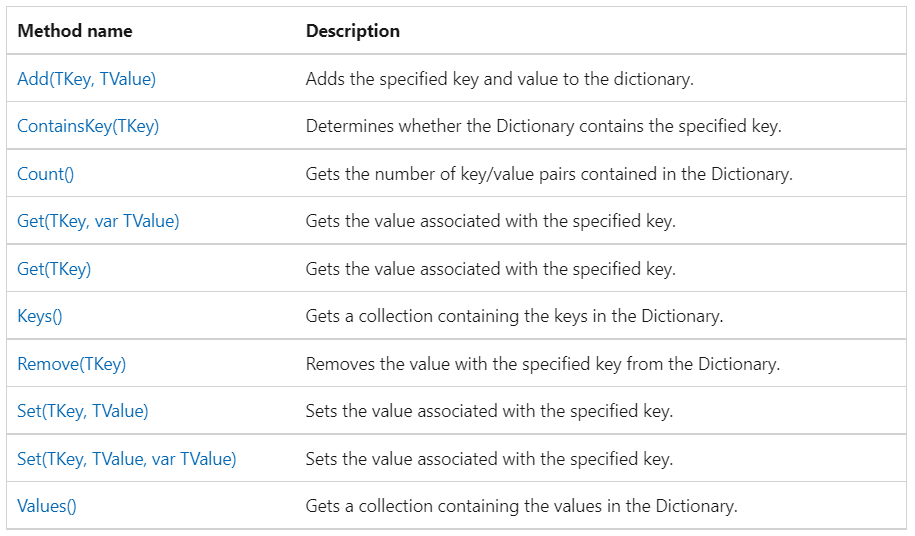 Method name Description
Add(TKey, TValue) Adds the specified key and value to the dictionary.
ContainsKey(TKey) Determines whether the Dictionary contains the specified key.
Count() Gets the number of key/value pairs contained in the Dictionary.
Get(TKey, var TValue) Gets the value associated with the specified key.
Get(TKey) Gets the value associated with the specified key.
Keys() Gets a collection containing the keys in the Dictionary.
Remove(TKey) Removes the value with the specified key from the Dictionary.
Set(TKey, TValue) Sets the value associated with the specified key.
Set(TKey, TValue, var TValue) Sets the value associated with the specified key.
Values() Gets a collection containing the values in the Dictionary.